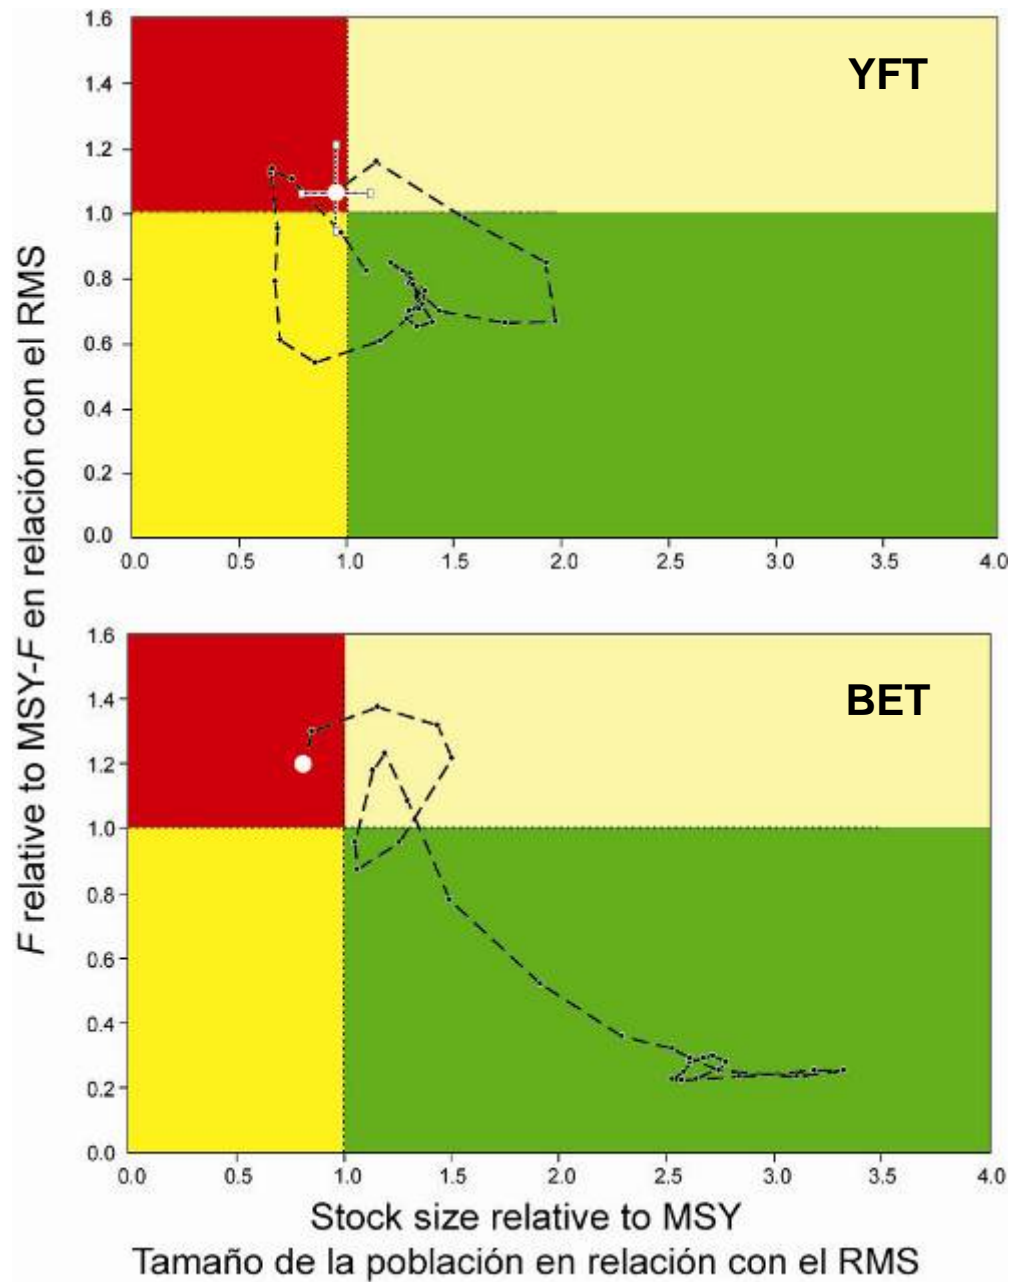 F relative to MSY-F en relación con el RMS
1.6
1.4
1.2
1.0
0.8
0.6
0.4
0.2
0.0
YFT
0.0 0.5 1.0 1.5 2.0 2.5 3.0 3.5 4.0
1.6
1.4
1.2
1.0
0.8
0.6
0.4
0.2
0.0
BET
0.0 0.5 1.0 1.5 2.0 2.5 3.0 3.5 4.0
Stock size relative to MSY
Tamaño de la población en relación con el RMS